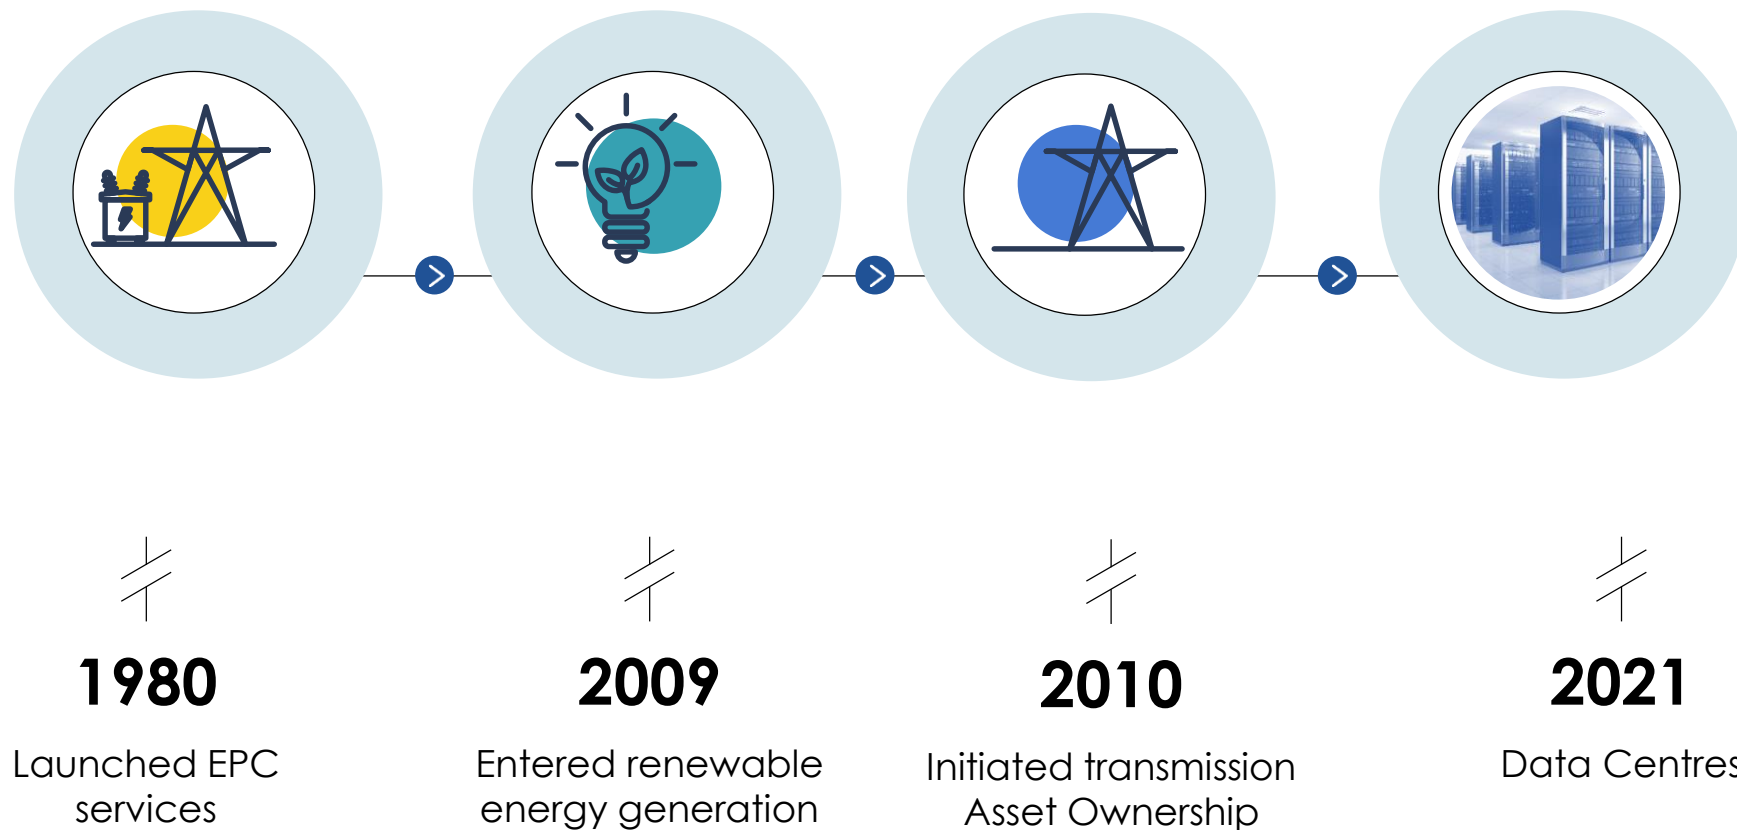 1980
Launched EPC
services
2009
Entered renewable
energy generation
2010
Initiated transmission
Asset Ownership
2021
Data Centres